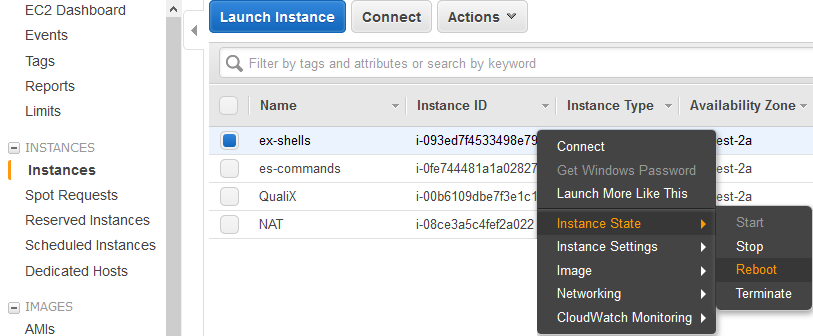 EC2 Dashboard
Events
Tags
Reports
Limits
INSTANCES
Instances
Spot Requests
Reserved Instances
Scheduled Instances
Dedicated Hosts
IMAGES
AMIs
Launch Instance Connect Actions
Filter by tags and attributes or search by keyword
Name Instance ID Instance Type Availability Zone
ex-shells i-093ed7f4533498e79 est-2a
es-commands i-0fe744481a1a02827 est-2a
QualiX i-00b6109dbe7f3e1c1 est-2a
NAT i-08ce3a5c4fef2a022 est-2a
Connect
Get Windows Password
Launch More Like This
Instance State
Instance Settings
Image
Networking
CloudWatch Monitoring
Start
Stop
Reboot
Terminate